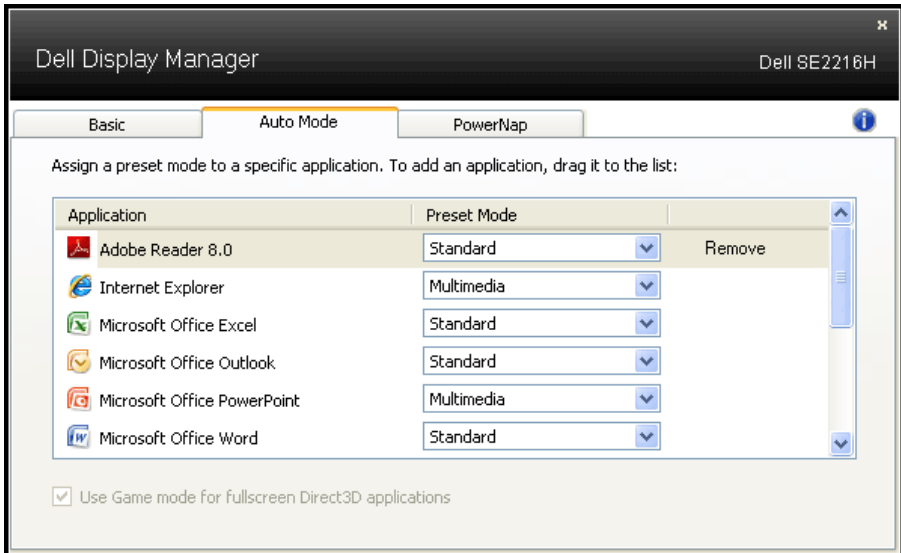 x
Dell Display Manager
Dell SE2216H
Basic Auto Mode PowerNap
Assign a preset mode to a specific application. To add an application, drag it to the list:
Application Preset Mode
Adobe Reader 8.0 Standard Remove
Internet Explorer Multimedia
Microsoft Office Excel Standard
Microsoft Office Outlook Standard
Microsoft Office PowerPoint Multimedia
Microsoft Office Word Standard
Use Game mode for fullscreen Direct3D applications